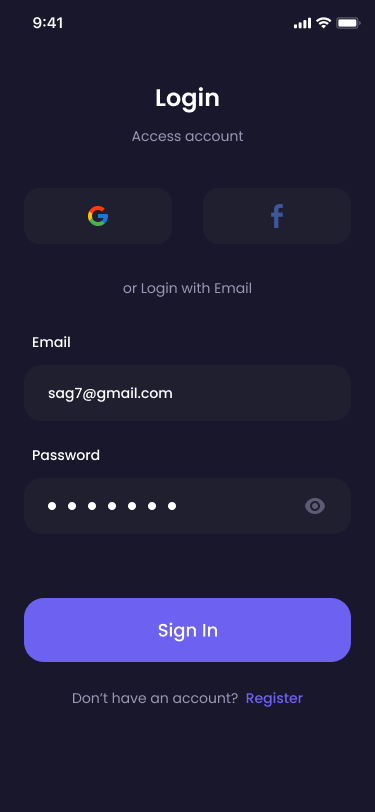 9:41
Login
Access account
or Login with Email
Email
sag7@gmail.com
Password
Sign In
Don’t have an account? Register